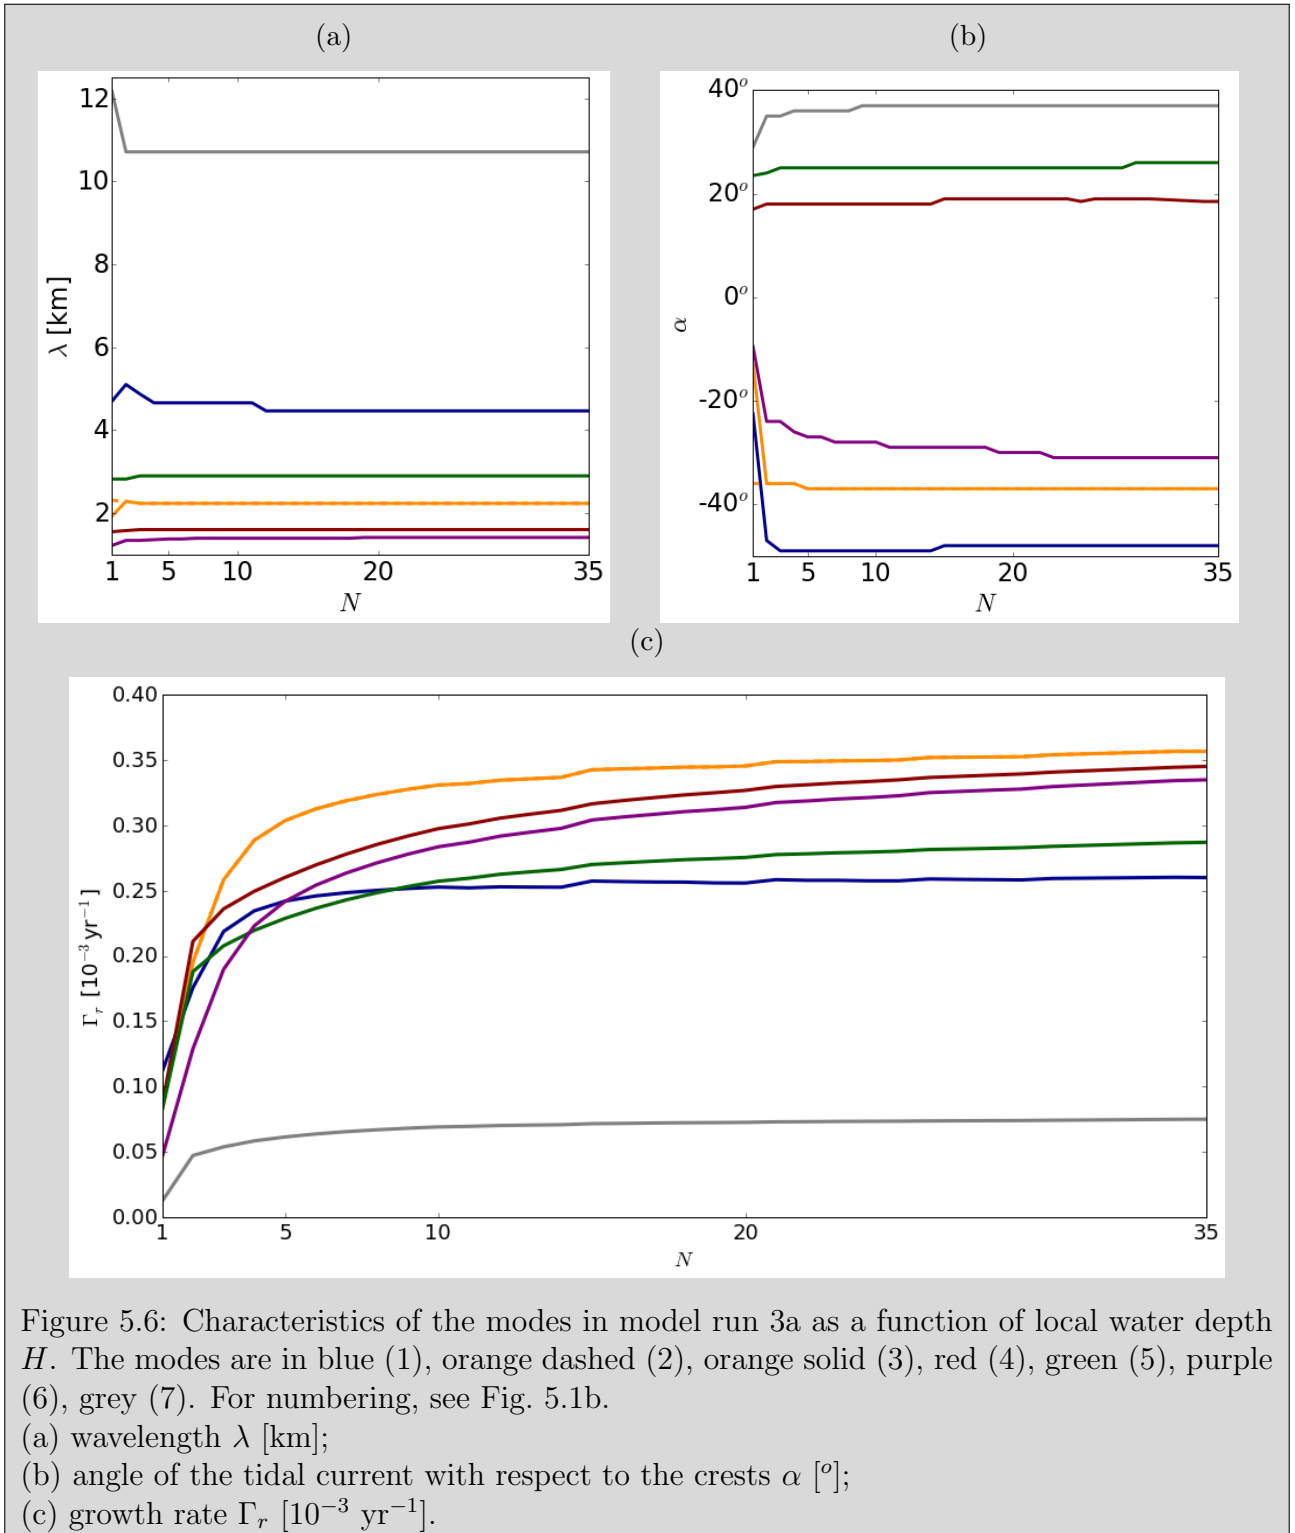 (a)
(b)
12
10
8
6
4
2
λ [km]
1 5 10 20 35
N
40°
20°
0°
-20°
-40°
α
1 5 10 20 35
N
(c)
0.40
0.35
0.30
0.25
0.20
0.15
0.10
0.05
0.00
Γr [10⁻³ yr⁻¹]
1 5 10 20 35
N
Figure 5.6: Characteristics of the modes in model run 3a as a function of local water depth
H. The modes are in blue (1), orange dashed (2), orange solid (3), red (4), green (5), purple
(6), grey (7). For numbering, see Fig. 5.1b.
(a) wavelength λ [km];
(b) angle of the tidal current with respect to the crests α [°];
(c) growth rate Γr [10⁻³ yr⁻¹].